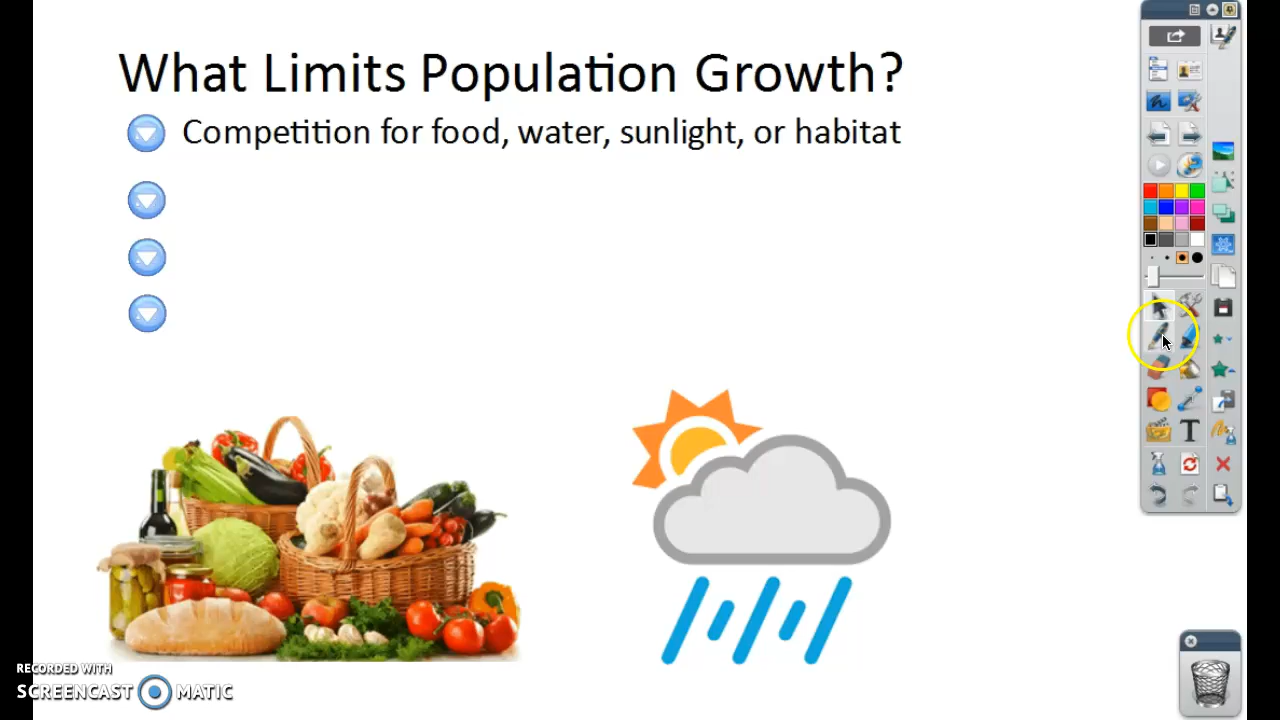 What Limits Population Growth?
Competition for food, water, sunlight, or habitat
T
RECORDED WITH
SCREENCAST MATIC